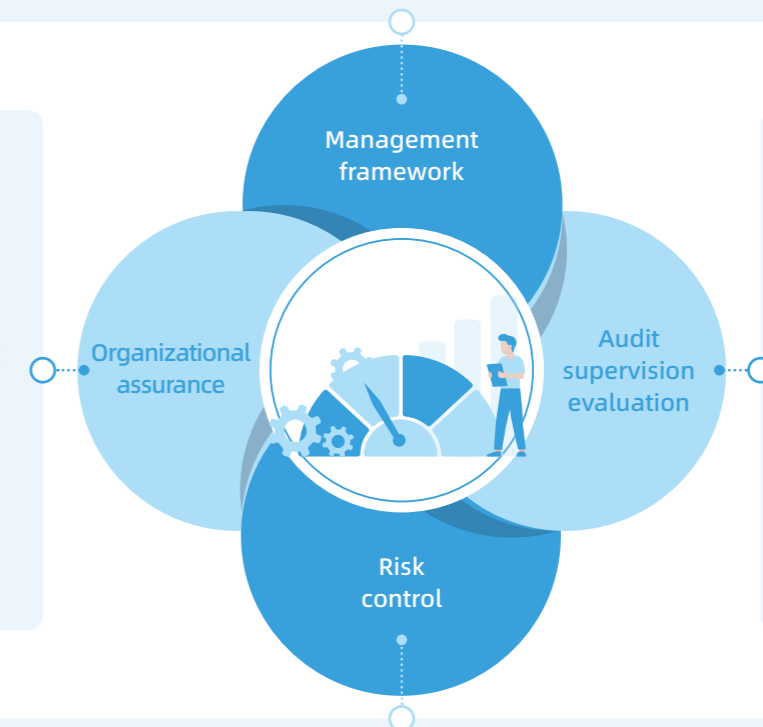 Management
framework
Organizational
assurance
Audit
supervision
evaluation
Risk
control